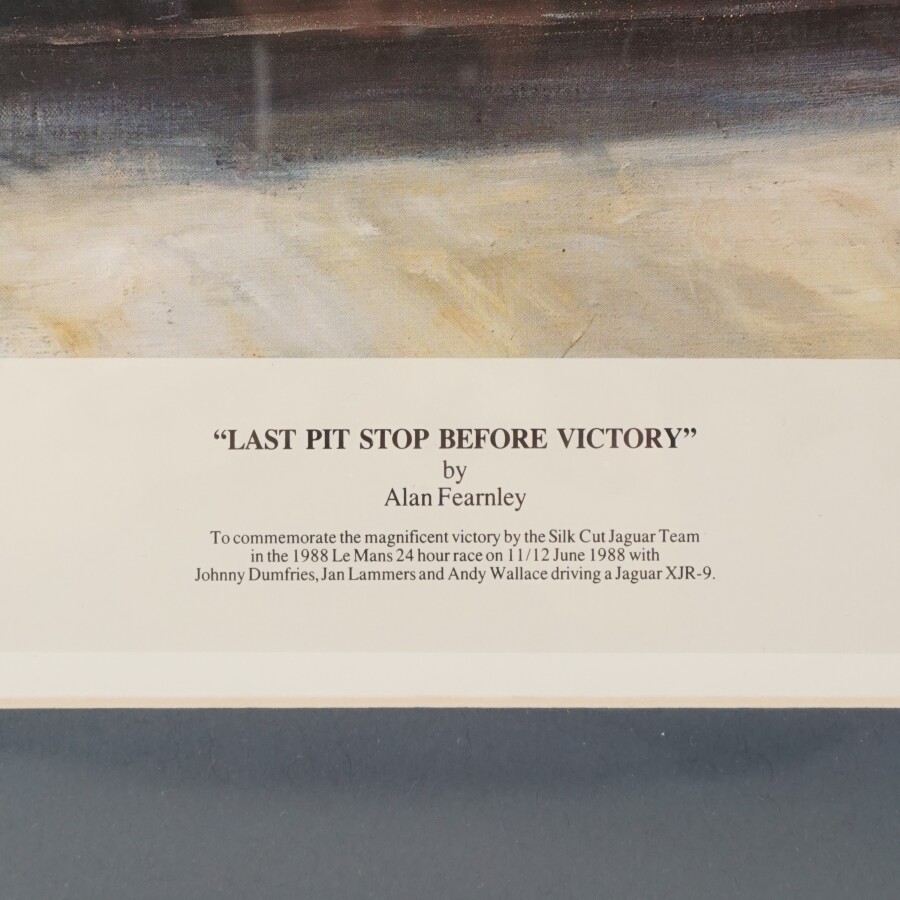 “LAST PIT STOP BEFORE VICTORY”
by
Alan Fearnley
To commemorate the magnificent victory by the Silk Cut Jaguar Team
in the 1988 Le Mans 24 hour race on 11/12 June 1988 with
Johnny Dumfries, Jan Lammers and Andy Wallace driving a Jaguar XJR-9.